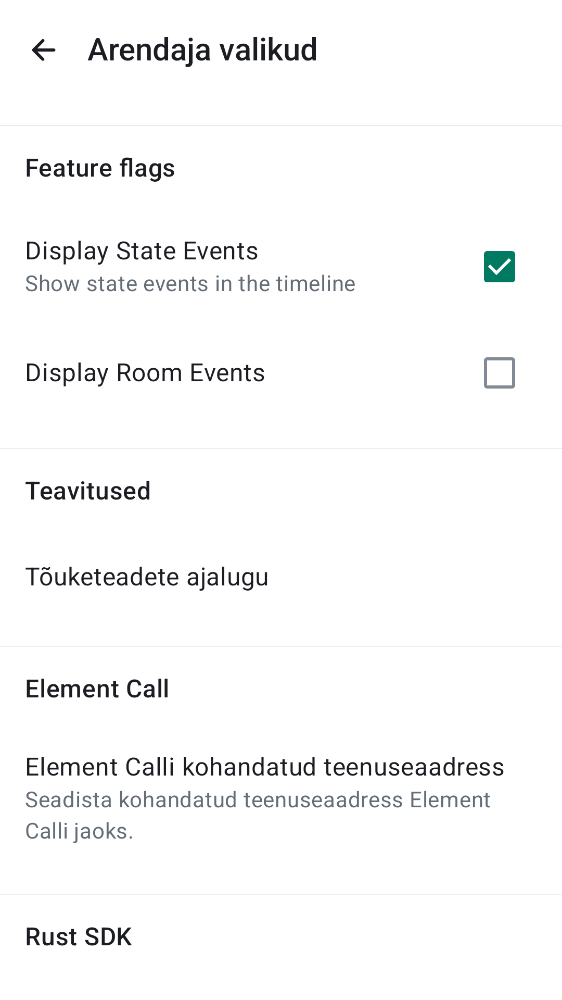 Arendaja valikud
Feature flags
Display State Events
Show state events in the timeline
Display Room Events
Teavitused
Tõuketeadete ajalugu
Element Call
Element Calli kohandatud teenuseaadress
Seadista kohandatud teenuseaadress Element
Calli jaoks.
Rust SDK